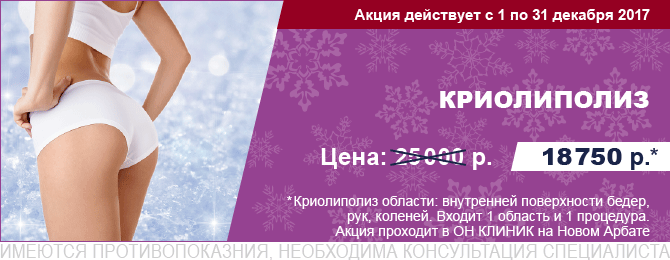 Акция действует с 1 по 31 декабря 2017
КРИОЛИПОЛИЗ
Цена: 25000 р. 18750 р.*
*Криолиполиз области: внутренней поверхности бедер,
рук, коленей. Входит 1 область и 1 процедура.
Акция проходит в ОН КЛИНИК на Новом Арбате
ИМЕЮТСЯ ПРОТИВОПОКАЗНИЯ, НЕОБХОДИМА КОНСУЛЬТАЦИЯ СПЕЦИАЛИСТА